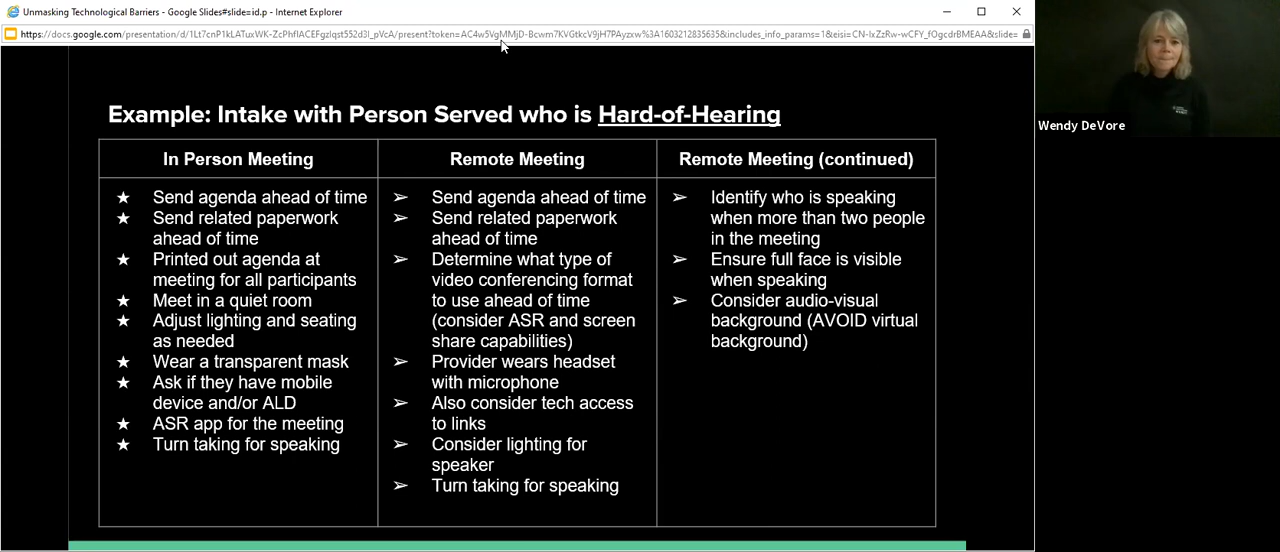 Unmasking Technological Barriers - Google Slides#slide=id.p - Internet Explorer
Example: Intake with Person Served who is Hard-of-Hearing
In Person Meeting
★ Send agenda ahead of time
★ Send related paperwork
ahead of time
★ Printed out agenda at
meeting for all participants
★ Meet in a quiet room
★ Adjust lighting and seating
as needed
★ Wear a transparent mask
★ Ask if they have mobile
device and/or ALD
★ ASR app for the meeting
★ Turn taking for speaking
Remote Meeting
➢ Send agenda ahead of time
➢ Send related paperwork
ahead of time
➢ Determine what type of
video conferencing format
to use ahead of time
(consider ASR and screen
share capabilities)
➢ Provider wears headset
with microphone
➢ Also consider tech access
to links
➢ Consider lighting for
speaker
➢ Turn taking for speaking
Remote Meeting (continued)
➢ Identify who is speaking
when more than two people
in the meeting
➢ Ensure full face is visible
when speaking
➢ Consider audio-visual
background (AVOID virtual
background)
Wendy DeVore